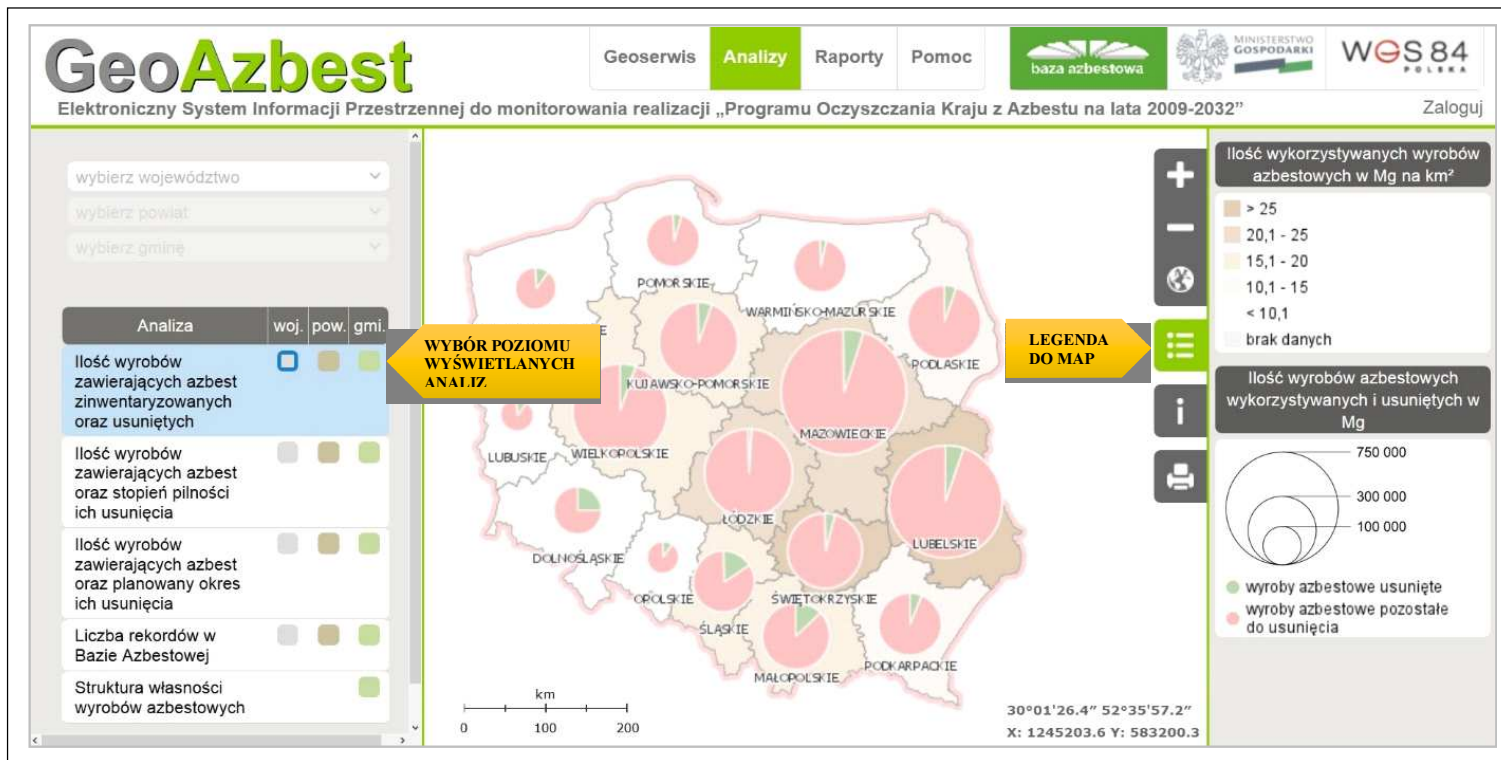 GeoAzbest
Geoserwis
Analizy
Raporty
Pomoc
baza azbestowa
MINISTERSTWO
GOSPODARKI
WGS 84
POLSKA
Elektroniczny System Informacji Przestrzennej do monitorowania realizacji „Programu Oczyszczania Kraju z Azbestu na lata 2009-2032”
Zaloguj
wybierz województwo
wybierz powiat
wybierz gminę
Analiza
woj.
pow.
gmi.
Ilość wyrobów
zawierających azbest
zinwentaryzowanych
oraz usuniętych
Ilość wyrobów
zawierających azbest
oraz stopień pilności
ich usunięcia
Ilość wyrobów
zawierających azbest
oraz planowany okres
ich usunięcia
Liczba rekordów w
Bazie Azbestowej
Struktura własności
wyrobów azbestowych
WYBÓR POZIOMU
WYŚWIETLANYCH
ANALIZ
POMORSKIE
WARMIŃSKO-MAZURSKIE
PODLASKIE
KUJAWSKO-POMORSKIE
MAZOWIECKIE
LUBUSKIE
WIELKOPOLSKIE
ŁÓDZKIE
LUBELSKIE
DOLNOŚLĄSKIE
OPOLSKIE
ŚWIĘTOKRZYSKIE
ŚLĄSKIE
PODKARPACKIE
MAŁOPOLSKIE
km
0
100
200
30°01'26.4″ 52°35'57.2″
X: 1245203.6 Y: 583200.3
LEGENDA
DO MAP
Ilość wykorzystywanych wyrobów
azbestowych w Mg na km²
> 25
20,1 - 25
15,1 - 20
10,1 - 15
< 10,1
brak danych
Ilość wyrobów azbestowych
wykorzystywanych i usuniętych w
Mg
750 000
300 000
100 000
wyroby azbestowe usunięte
wyroby azbestowe pozostałe
do usunięcia